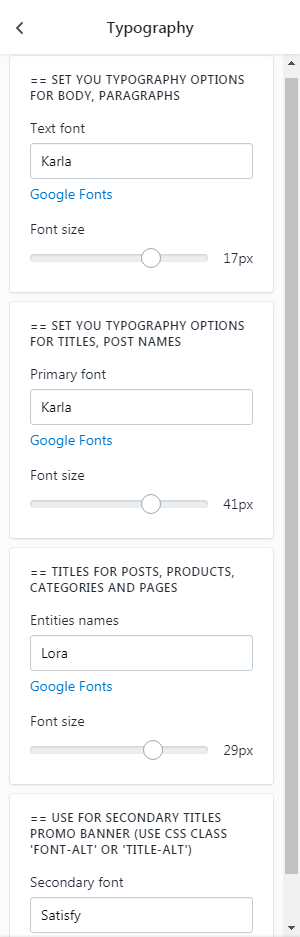 Typography
== SET YOU TYPOGRAPHY OPTIONS
FOR BODY, PARAGRAPHS
Text font
Karla
Google Fonts
Font size
17px
== SET YOU TYPOGRAPHY OPTIONS
FOR TITLES, POST NAMES
Primary font
Karla
Google Fonts
Font size
41px
== TITLES FOR POSTS, PRODUCTS,
CATEGORIES AND PAGES
Entities names
Lora
Google Fonts
Font size
29px
== USE FOR SECONDARY TITLES
PROMO BANNER (USE CSS CLASS
'FONT-ALT' OR 'TITLE-ALT')
Secondary font
Satisfy